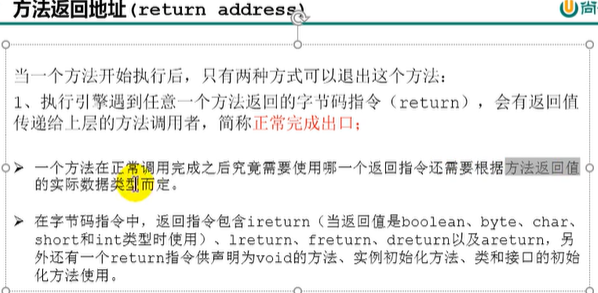 方法返回地址(return address)
尚
当一个方法开始执行后，只有两种方式可以退出这个方法：
1、执行引擎遇到任意一个方法返回的字节码指令（return），会有返回值
传递给上层的方法调用者，简称正常完成出口；
➢ 一个方法在正常调用完成之后究竟需要使用哪一个返回指令还需要根据方法返回值
的实际数据类型而定。
➢ 在字节码指令中，返回指令包含ireturn（当返回值是boolean、byte、char、
short和int类型时使用）、lreturn、freturn、dreturn以及areturn，另
外还有一个return指令供声明为void的方法、实例初始化方法、类和接口的初始
化方法使用。